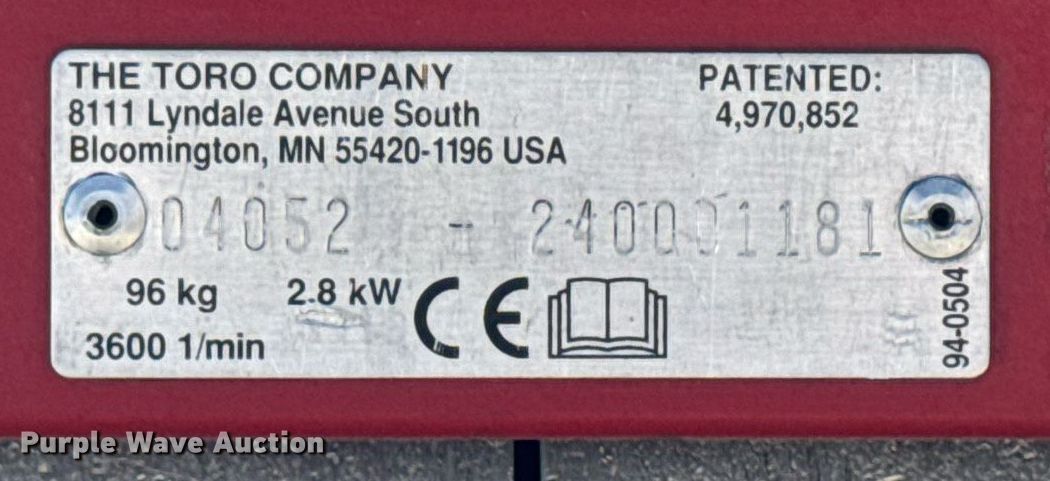 THE TORO COMPANY
8111 Lyndale Avenue South
Bloomington, MN 55420-1196 USA
PATENTED:
4,970,852
04052 - 240001181
96 kg 2.8 kW CE
3600 1/min
94-0504
Purple Wave Auction